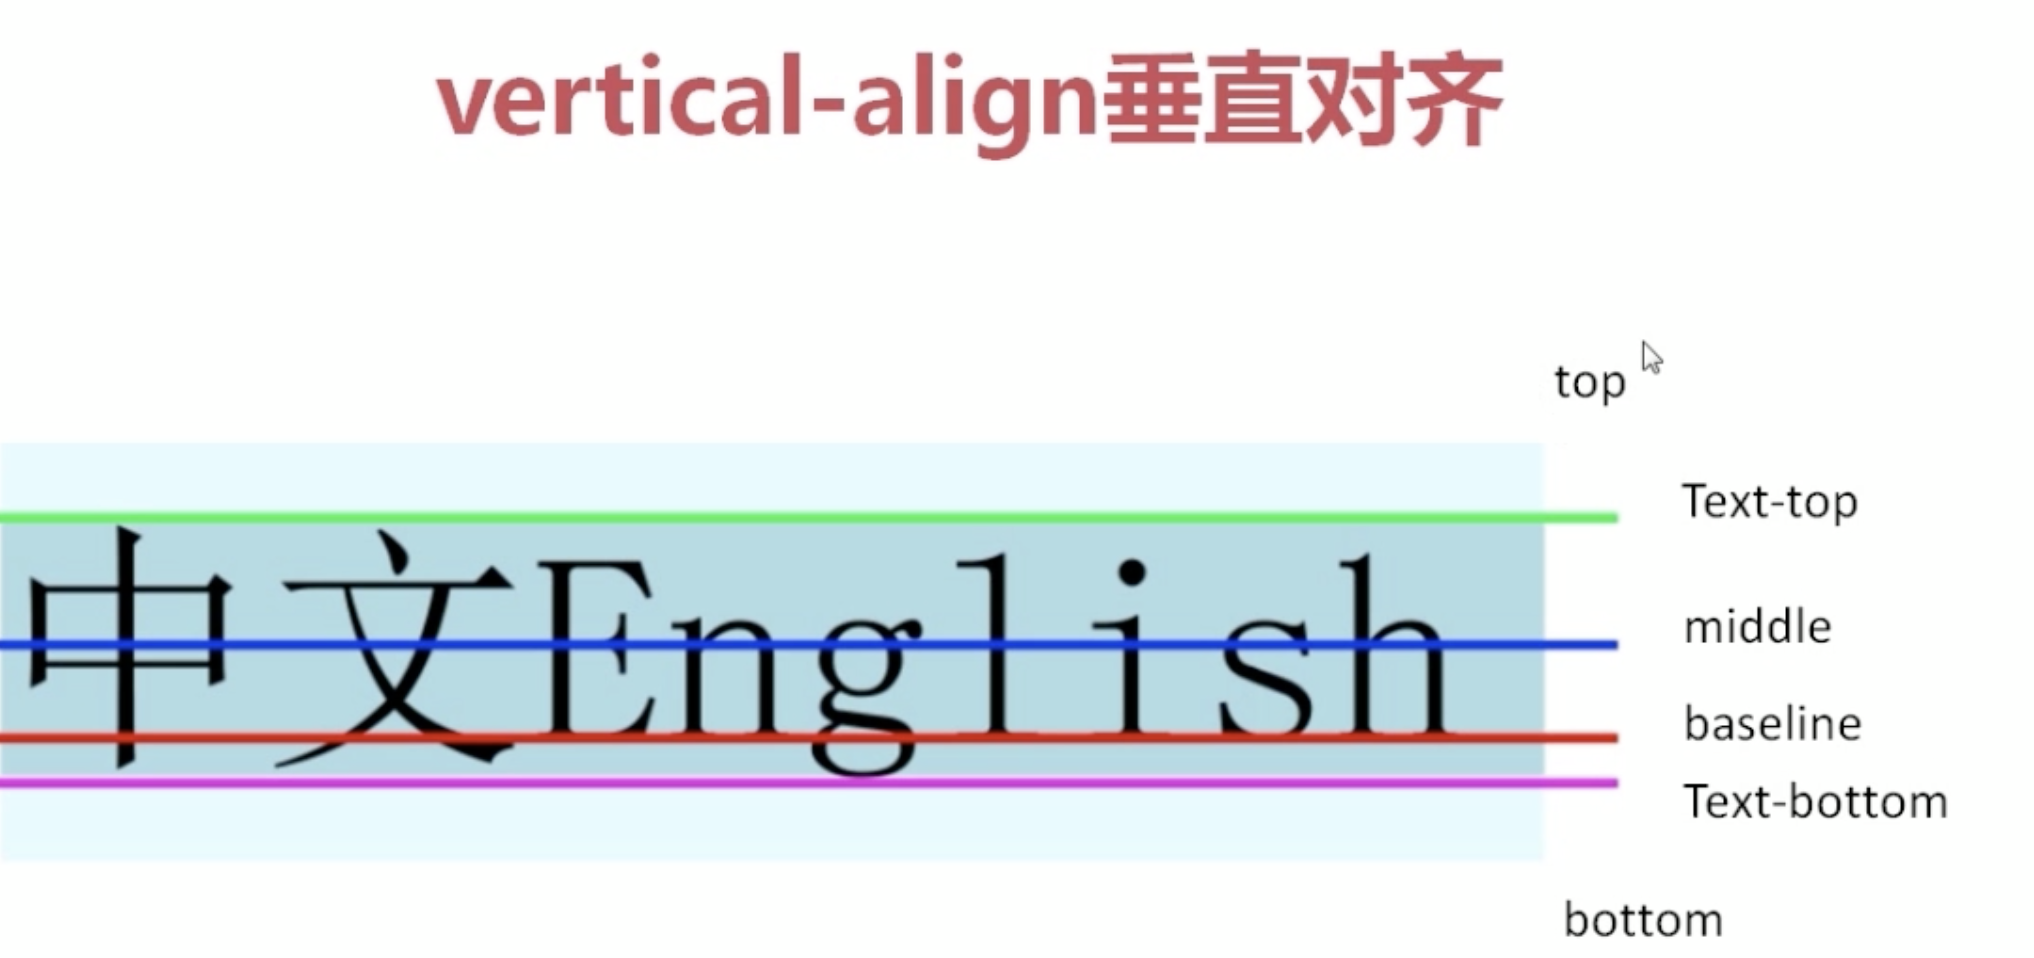 vertical-align垂直对齐
top
Text-top
中文English
middle
baseline
Text-bottom
bottom